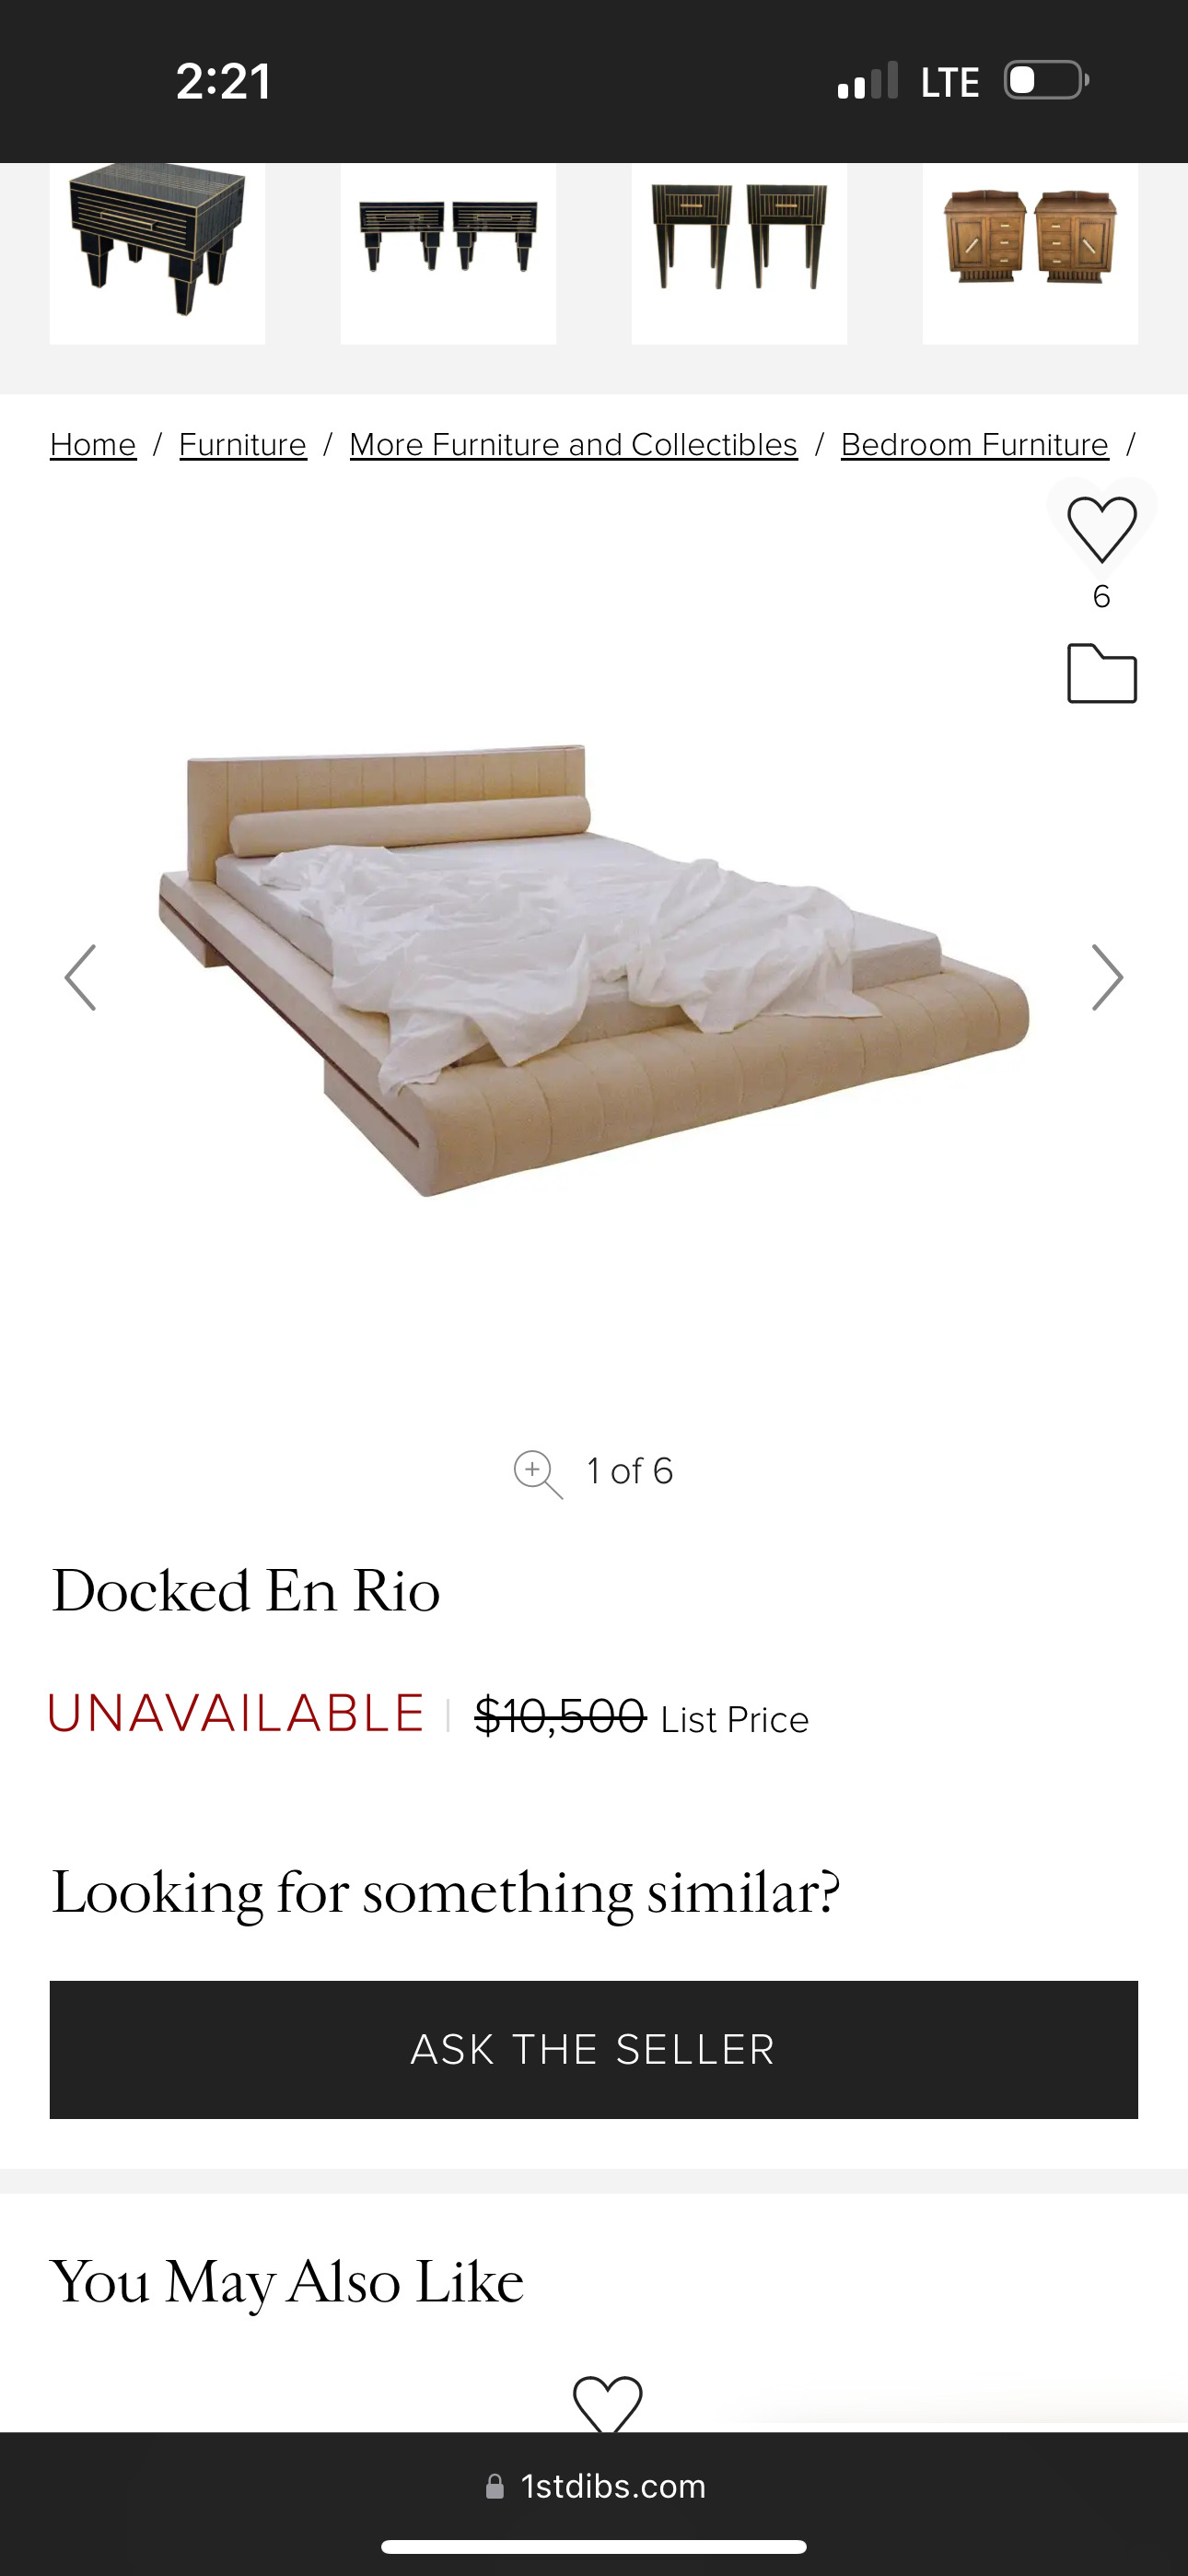 2:21 LTE
Home / Furniture / More Furniture and Collectibles / Bedroom Furniture /
6
1 of 6
Docked En Rio
UNAVAILABLE | $10,500 List Price
Looking for something similar?
ASK THE SELLER
You May Also Like
1stdibs.com